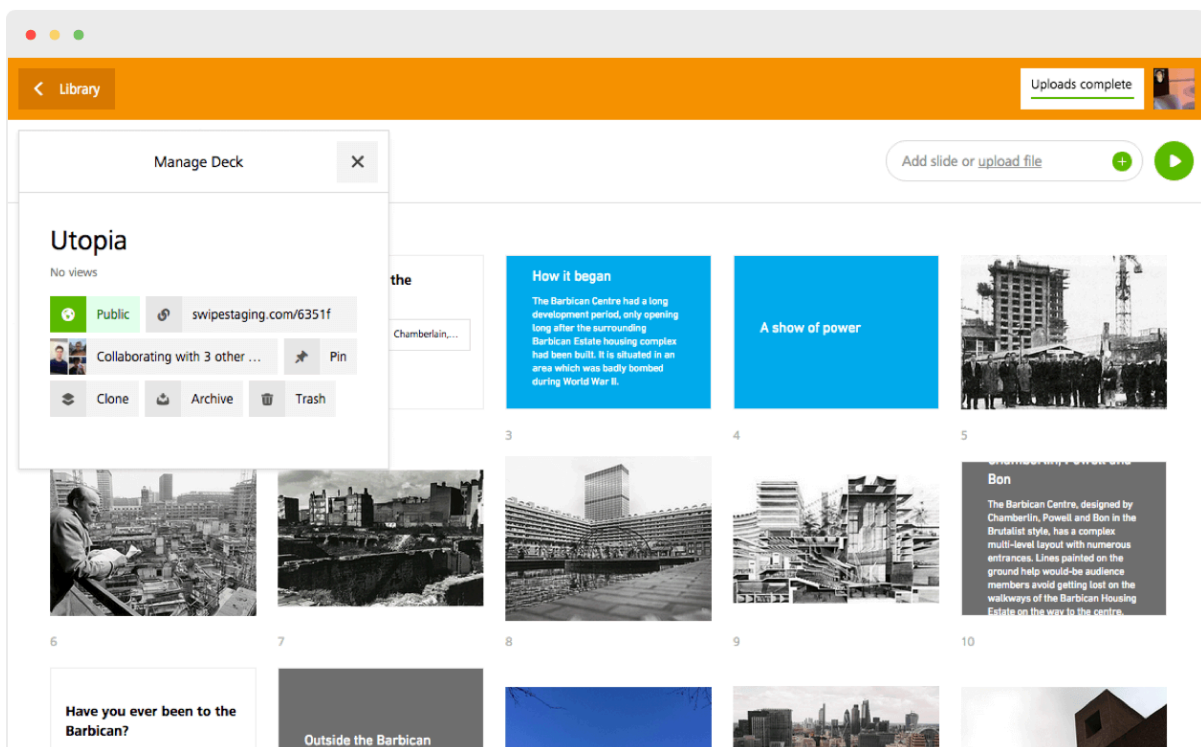 Library
Uploads complete
Manage Deck
Add slide or upload file
Utopia
No views
Public
swipestaging.com/6351f
Collaborating with 3 other ...
Pin
Clone
Archive
Trash
the
Chamberlain,...
How it began
The Barbican Centre had a long
development period, only opening
long after the surrounding
Barbican Estate housing complex
had been built. It is situated in an
area which was badly bombed
during World War II.
A show of power
3
4
5
Chamberlin, Powell and
Bon
The Barbican Centre, designed by
Chamberlin, Powell and Bon in the
Brutalist style, has a complex
multi-level layout with numerous
entrances. Lines painted on the
ground help would-be audience
members avoid getting lost on the
walkways of the Barbican Housing
Estate on the way to the centre.
6
7
8
9
10
Have you ever been to the
Barbican?
Outside the Barbican